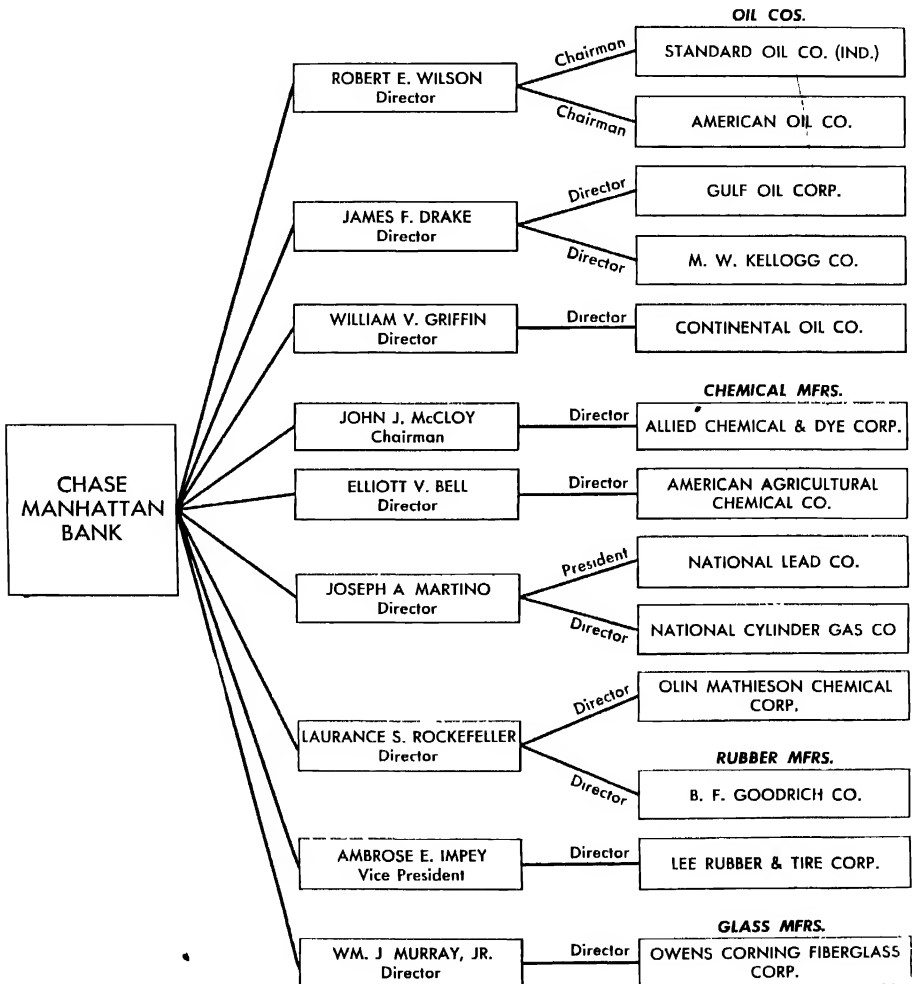 OIL COS.
ROBERT E. WILSON
Director
Chairman
STANDARD OIL CO. (IND.)
Chairman
AMERICAN OIL CO.
JAMES F. DRAKE
Director
Director
GULF OIL CORP.
Director
M. W. KELLOGG CO.
WILLIAM V. GRIFFIN
Director
Director
CONTINENTAL OIL CO.
CHEMICAL MFRS.
JOHN J. McCLOY
Chairman
Director
ALLIED CHEMICAL & DYE CORP.
CHASE
MANHATTAN
BANK
ELLIOTT V. BELL
Director
Director
AMERICAN AGRICULTURAL
CHEMICAL CO.
JOSEPH A MARTINO
Director
President
NATIONAL LEAD CO.
Director
NATIONAL CYLINDER GAS CO
LAURANCE S. ROCKEFELLER
Director
Director
OLIN MATHIESON CHEMICAL
CORP.
RUBBER MFRS.
Director
B. F. GOODRICH CO.
AMBROSE E. IMPEY
Vice President
Director
LEE RUBBER & TIRE CORP.
GLASS MFRS.
WM. J MURRAY, JR.
Director
Director
OWENS CORNING FIBERGLASS
CORP.